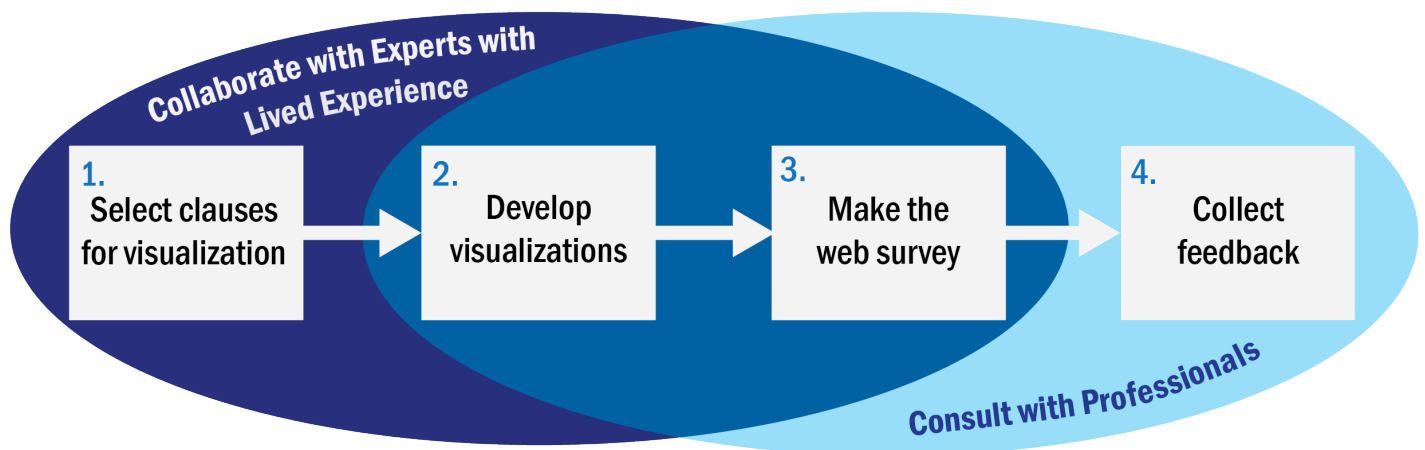 Collaborate with Experts with
Lived Experience
1.
Select clauses
for visualization
2.
Develop
visualizations
3.
Make the
web survey
4.
Collect
feedback
Consult with Professionals